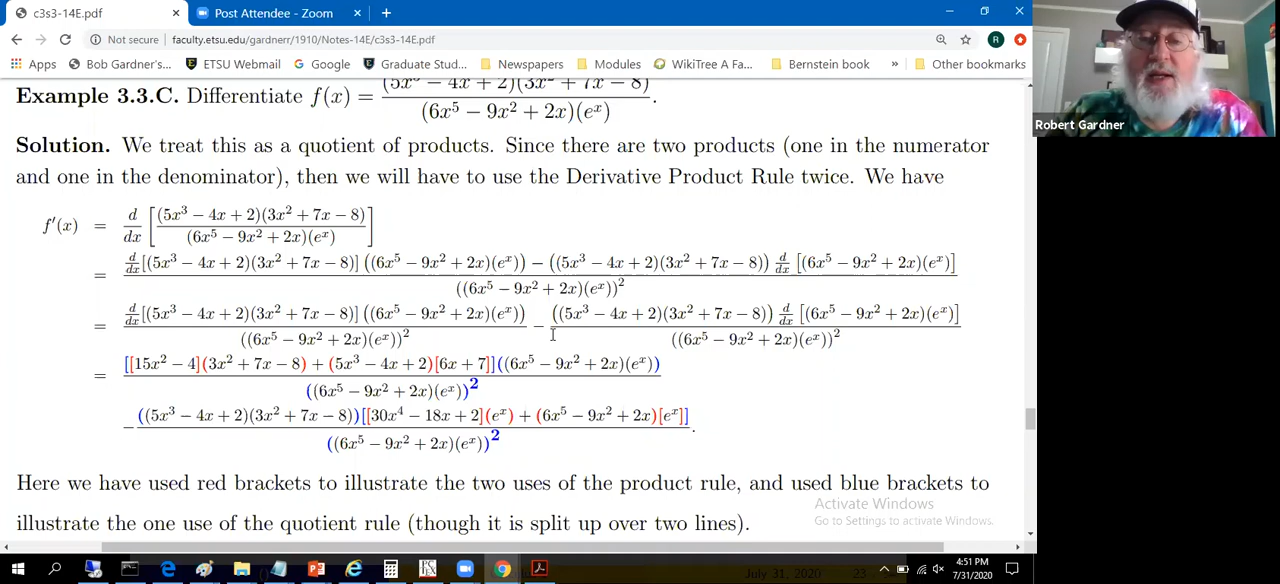 c3s3-14E.pdf
Post Attendee - Zoom
Not secure | faculty.etsu.edu/gardnerr/1910/Notes-14E/c3s3-14E.pdf
R
Apps Bob Gardner's... ETSU Webmail Google Graduate Stud... Newspapers Modules WikiTree A Fa... Bernstein book » Other bookmarks
Robert Gardner
Example 3.3.C. Differentiate f(x) = (5x³ − 4x + 2)(3x² + 7x − 8) / (6x⁵ − 9x² + 2x)(eˣ).
Solution. We treat this as a quotient of products. Since there are two products (one in the numerator
and one in the denominator), then we will have to use the Derivative Product Rule twice. We have
f′(x) = d/dx [(5x³ − 4x + 2)(3x² + 7x − 8) / (6x⁵ − 9x² + 2x)(eˣ)]
= d/dx[(5x³ − 4x + 2)(3x² + 7x − 8)] ((6x⁵ − 9x² + 2x)(eˣ)) − ((5x³ − 4x + 2)(3x² + 7x − 8)) d/dx [(6x⁵ − 9x² + 2x)(eˣ)] / ((6x⁵ − 9x² + 2x)(eˣ))²
= d/dx[(5x³ − 4x + 2)(3x² + 7x − 8)] ((6x⁵ − 9x² + 2x)(eˣ)) / ((6x⁵ − 9x² + 2x)(eˣ))² − ((5x³ − 4x + 2)(3x² + 7x − 8)) d/dx [(6x⁵ − 9x² + 2x)(eˣ)] / ((6x⁵ − 9x² + 2x)(eˣ))²
= [[15x² − 4](3x² + 7x − 8) + (5x³ − 4x + 2)[6x + 7]]((6x⁵ − 9x² + 2x)(eˣ)) / ((6x⁵ − 9x² + 2x)(eˣ))²
− ((5x³ − 4x + 2)(3x² + 7x − 8))[[30x⁴ − 18x + 2](eˣ) + (6x⁵ − 9x² + 2x)[eˣ]] / ((6x⁵ − 9x² + 2x)(eˣ))².
Here we have used red brackets to illustrate the two uses of the product rule, and used blue brackets to
illustrate the one use of the quotient rule (though it is split up over two lines).
Activate Windows
Go to Settings to activate Windows.
July 31, 2020 23
4:51 PM
7/31/2020